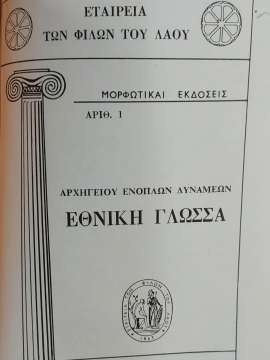 ΕΤΑΙΡΕΙΑ
ΤΩΝ ΦΙΛΩΝ ΤΟΥ ΛΑΟΥ
ΜΟΡΦΩΤΙΚΑΙ ΕΚΔΟΣΕΙΣ
ΑΡΙΘ. 1
ΑΡΧΗΓΕΙΟΥ ΕΝΟΠΛΩΝ ΔΥΝΑΜΕΩΝ
ΕΘΝΙΚΗ ΓΛΩΣΣΑ